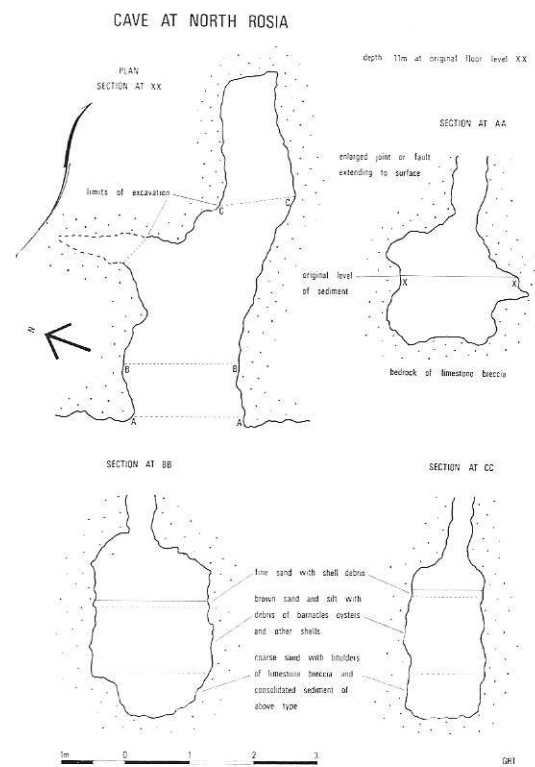 CAVE AT NORTH ROSIA
PLAN
SECTION AT XX
depth 11m at original floor level XX
SECTION AT AA
enlarged joint or fault
extending to surface
limits of excavation
C C
original level
of sediment
X X
N
bedrock of limestone breccia
B B
A A
SECTION AT BB
SECTION AT CC
fine sand with shell debris
brown sand and silt with
debris of barnacles oysters
and other shells
coarse sand with boulders
of limestone breccia and
consolidated sediment of
above type
1m 0 1 2 3
GRT